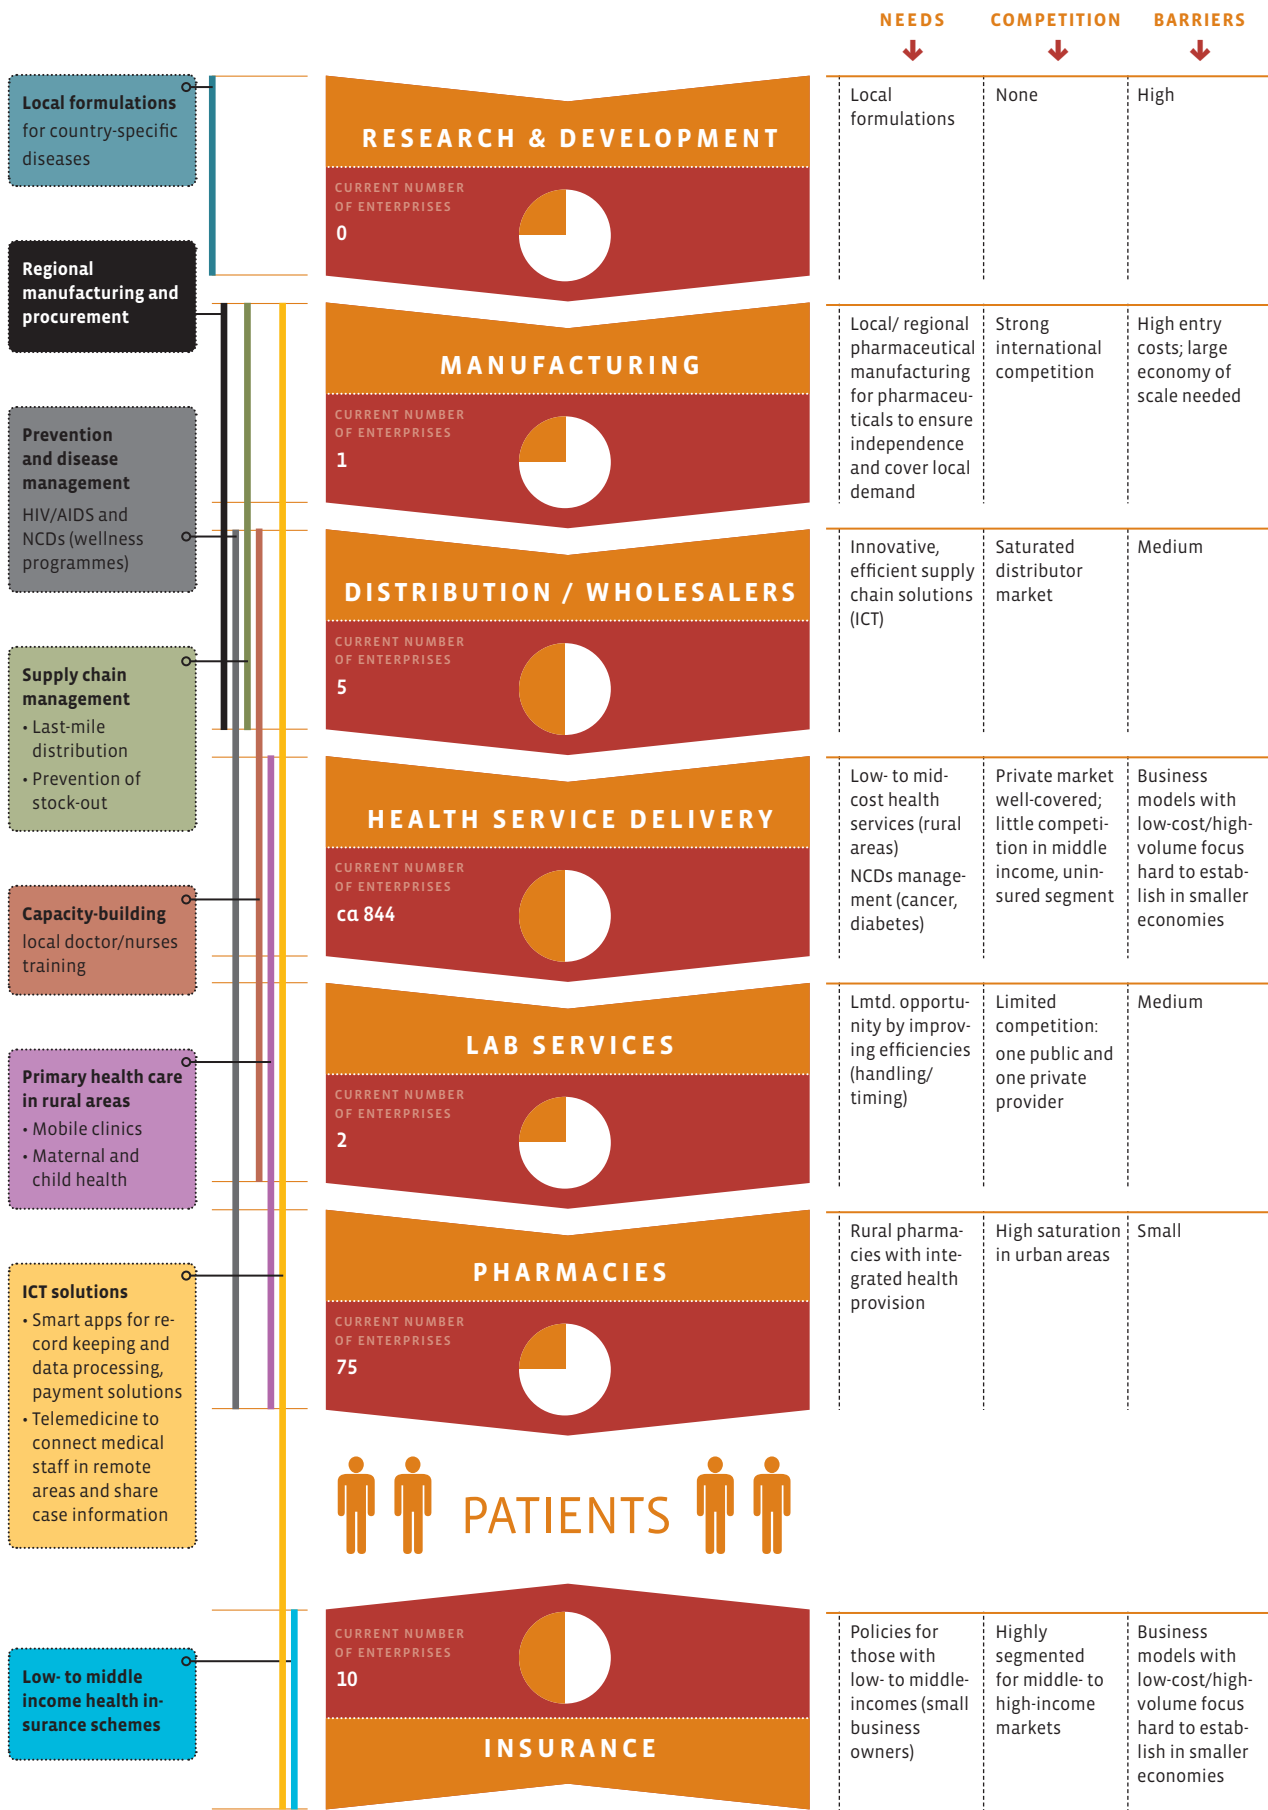 NEEDS
COMPETITION
BARRIERS
Local formulations
for country-specific
diseases
Regional
manufacturing and
procurement
Prevention
and disease
management
HIV/AIDS and
NCDs (wellness
programmes)
Supply chain
management
• Last-mile
distribution
• Prevention of
stock-out
Capacity-building
local doctor/nurses
training
Primary health care
in rural areas
• Mobile clinics
• Maternal and
child health
ICT solutions
• Smart apps for re-
cord keeping and
data processing,
payment solutions
• Telemedicine to
connect medical
staff in remote
areas and share
case information
Low- to middle
income health in-
surance schemes
RESEARCH & DEVELOPMENT
CURRENT NUMBER
OF ENTERPRISES
0
Local
formulations
None
High
MANUFACTURING
CURRENT NUMBER
OF ENTERPRISES
1
Local/ regional
pharmaceutical
manufacturing
for pharmaceu-
ticals to ensure
independence
and cover local
demand
Strong
international
competition
High entry
costs; large
economy of
scale needed
DISTRIBUTION / WHOLESALERS
CURRENT NUMBER
OF ENTERPRISES
5
Innovative,
efficient supply
chain solutions
(ICT)
Saturated
distributor
market
Medium
HEALTH SERVICE DELIVERY
CURRENT NUMBER
OF ENTERPRISES
ca 844
Low- to mid-
cost health
services (rural
areas)
NCDs manage-
ment (cancer,
diabetes)
Private market
well-covered;
little competi-
tion in middle
income, unin-
sured segment
Business
models with
low-cost/high-
volume focus
hard to estab-
lish in smaller
economies
LAB SERVICES
CURRENT NUMBER
OF ENTERPRISES
2
Lmtd. opportu-
nity by improv-
ing efficiencies
(handling/
timing)
Limited
competition:
one public and
one private
provider
Medium
PHARMACIES
CURRENT NUMBER
OF ENTERPRISES
75
Rural pharma-
cies with inte-
grated health
provision
High saturation
in urban areas
Small
PATIENTS
CURRENT NUMBER
OF ENTERPRISES
10
INSURANCE
Policies for
those with
low- to middle-
incomes (small
business
owners)
Highly
segmented
for middle- to
high-income
markets
Business
models with
low-cost/high-
volume focus
hard to estab-
lish in smaller
economies